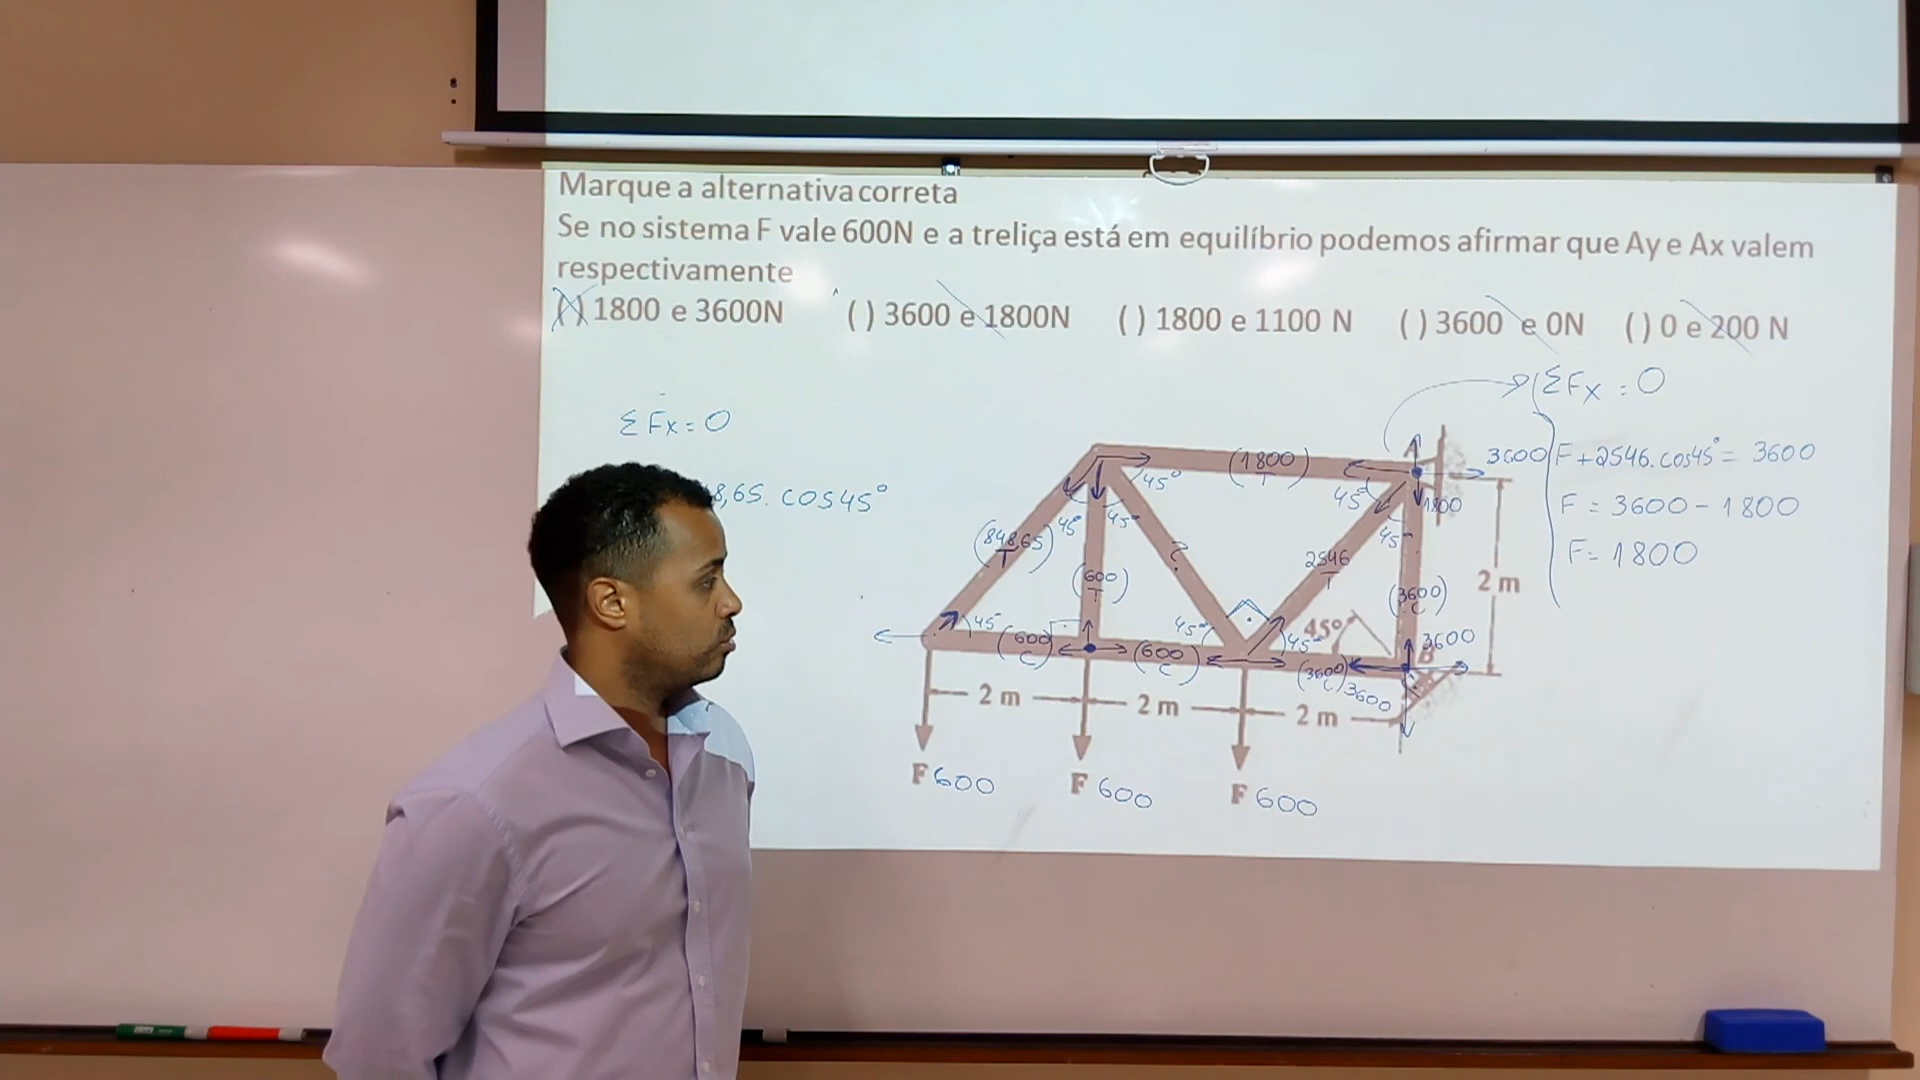 Marque a alternativa correta
Se no sistema F vale 600N e a treliça está em equilíbrio podemos afirmar que Ay e Ax valem
respectivamente
( ) 1800 e 3600N ( ) 3600 e 1800N ( ) 1800 e 1100 N ( ) 3600 e 0N ( ) 0 e 200 N
ΣFx = 0
8,65. cos45°
ΣFx = 0
F + 2546. cos45° = 3600
F = 3600 - 1800
F = 1800
A
3600
(1800)
T
45°
45°
1800
45°
45°
45°
(848,65)
T
(600)
T
?
2546
T
(3600)
C
2 m
45°
(600)
C
(600)
C
45°
45°
45°
(3600)
C
3600
B
3600
2 m
2 m
2 m
F 600
F 600
F 600